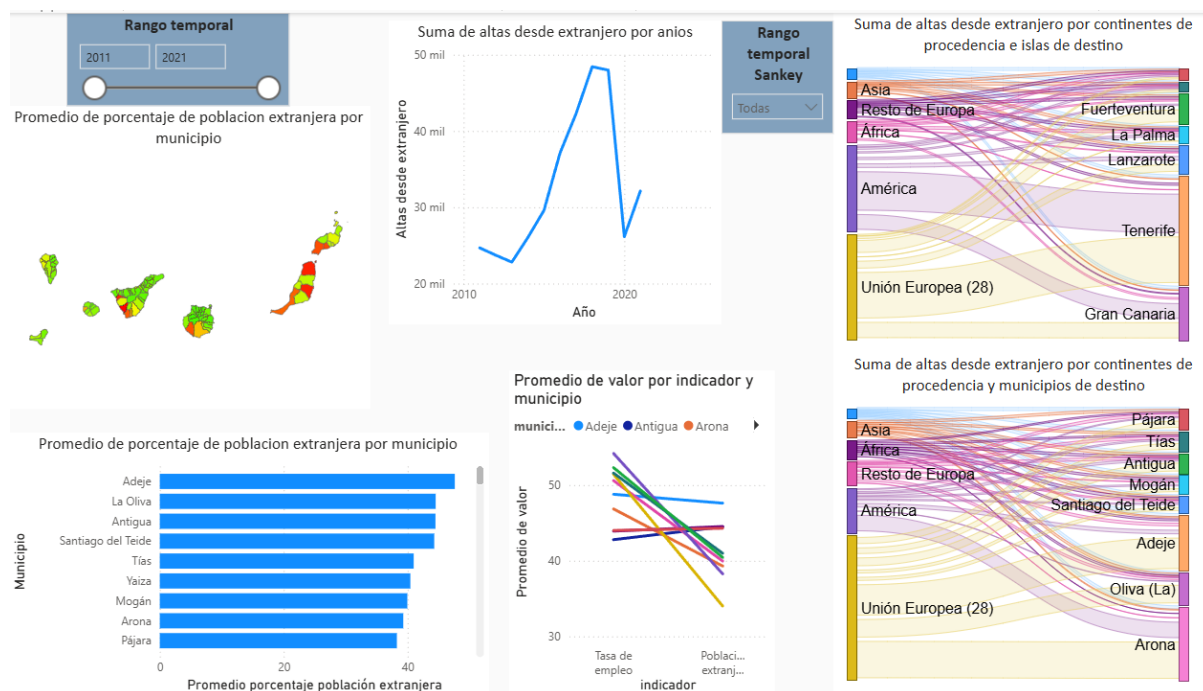 Rango temporal
2011
2021
Promedio de porcentaje de poblacion extranjera por
municipio
Suma de altas desde extranjero por anios
50 mil
40 mil
30 mil
20 mil
Altas desde extranjero
2010
2020
Año
Rango
temporal
Sankey
Todas
Suma de altas desde extranjero por continentes de
procedencia e islas de destino
Asia
Resto de Europa
África
América
Unión Europea (28)
Fuerteventura
La Palma
Lanzarote
Tenerife
Gran Canaria
Promedio de porcentaje de poblacion extranjera por municipio
Municipio
Adeje
La Oliva
Antigua
Santiago del Teide
Tías
Yaiza
Mogán
Arona
Pájara
0
20
40
Promedio porcentaje población extranjera
Promedio de valor por indicador y
municipio
munici...
Adeje
Antigua
Arona
Promedio de valor
50
40
30
Tasa de
empleo
Poblaci...
extranj...
indicador
Suma de altas desde extranjero por continentes de
procedencia y municipios de destino
Asia
África
Resto de Europa
América
Unión Europea (28)
Pájara
Tías
Antigua
Mogán
Santiago del Teide
Adeje
Oliva (La)
Arona